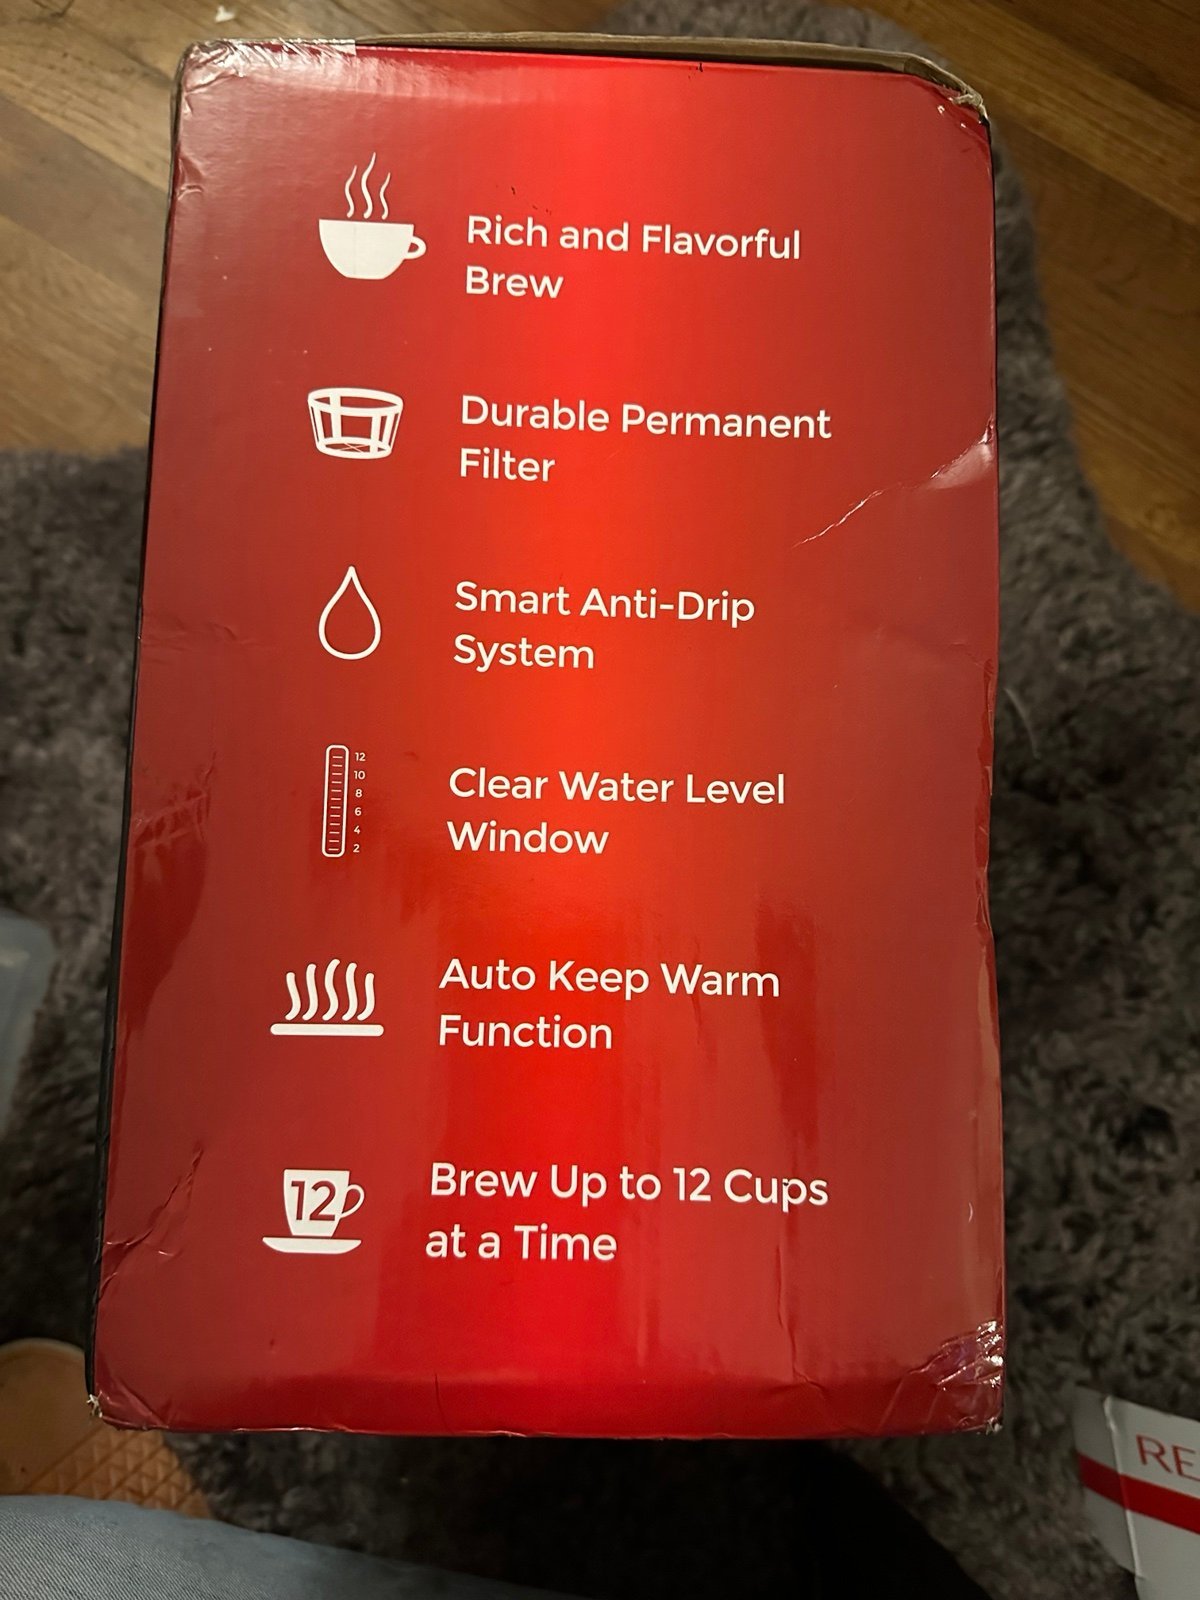 Rich and Flavorful
Brew
Durable Permanent
Filter
Smart Anti-Drip
System
12
10
8
6
4
2
Clear Water Level
Window
Auto Keep Warm
Function
12
Brew Up to 12 Cups
at a Time
RE